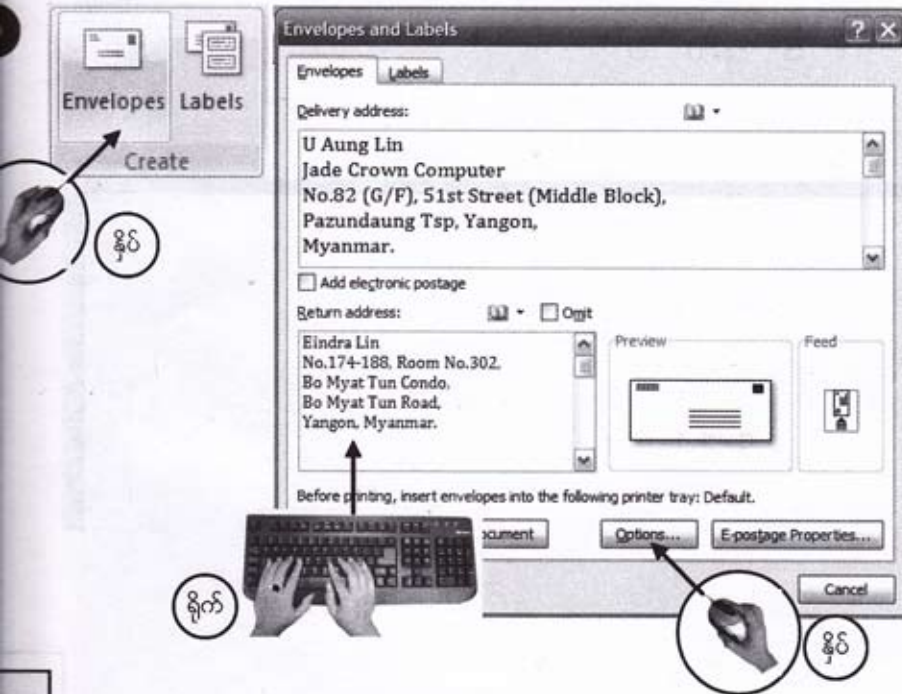 Envelopes Labels
Create
နှိပ်
Envelopes and Labels
Envelopes Labels
Delivery address:
U Aung Lin
Jade Crown Computer
No.82 (G/F), 51st Street (Middle Block),
Pazundaung Tsp, Yangon,
Myanmar.
Add electronic postage
Return address:
Omit
Eindra Lin
No.174-188, Room No.302,
Bo Myat Tun Condo,
Bo Myat Tun Road,
Yangon, Myanmar.
Preview
Feed
Before printing, insert envelopes into the following printer tray: Default.
Options...
E-postage Properties...
Cancel
ရိုက်
နှိပ်